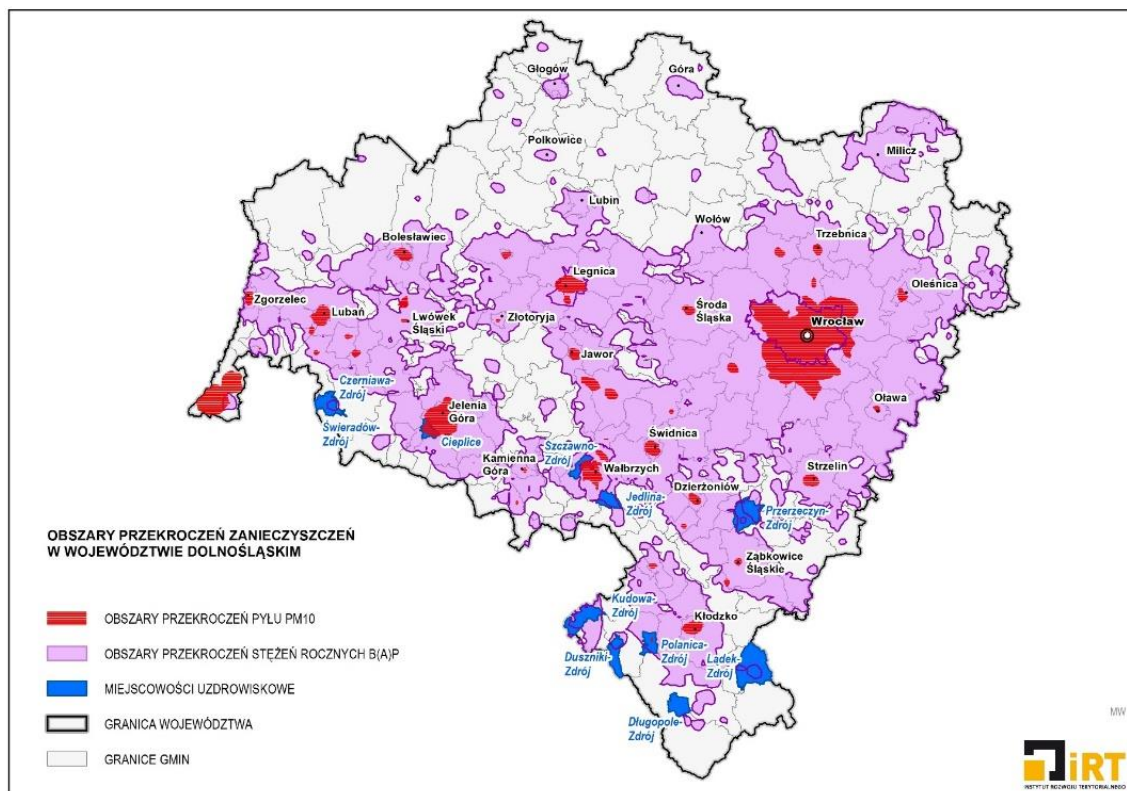 Głogów
Góra
Polkowice
Milicz
Lubin
Wołów
Trzebnica
Bolesławiec
Legnica
Oleśnica
Zgorzelec
Lubań
Lwówek
Śląski
Złotoryja
Środa
Śląska
Wrocław
Jawor
Czerniawa-
Zdrój
Jelenia
Góra
Oława
Świeradów-
Zdrój
Cieplice
Szczawno-
Zdrój
Świdnica
Kamienna
Góra
Wałbrzych
Strzelin
Dzierżoniów
Jedlina-
Zdrój
Przerzeczyn-
Zdrój
Ząbkowice
Śląskie
Kudowa-
Zdrój
Kłodzko
Duszniki-
Zdrój
Polanica-
Zdrój
Lądek-
Zdrój
Długopole-
Zdrój
OBSZARY PRZEKROCZEŃ ZANIECZYSZCZEŃ
W WOJEWÓDZTWIE DOLNOŚLĄSKIM
OBSZARY PRZEKROCZEŃ PYŁU PM10
OBSZARY PRZEKROCZEŃ STĘŻEŃ ROCZNYCH B(A)P
MIEJSCOWOŚCI UZDROWISKOWE
GRANICA WOJEWÓDZTWA
GRANICE GMIN
MW
iRT
INSTYTUT ROZWOJU TERYTORIALNEGO